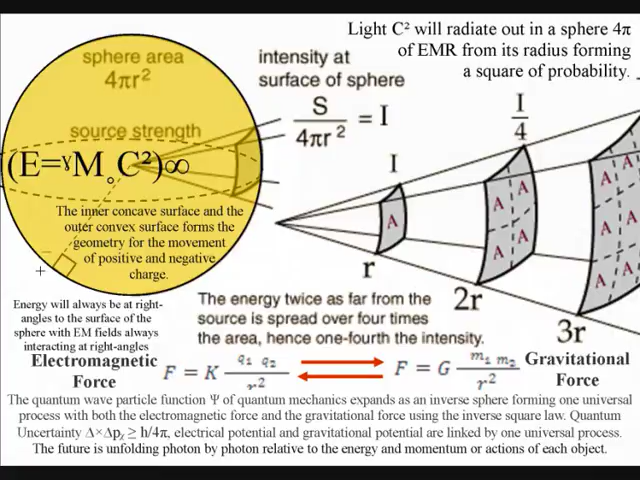 Light C² will radiate out in a sphere 4π
of EMR from its radius forming
a square of probability.
sphere area
4πr²
intensity at
surface of sphere
source strength
S
4πr²
= I
(E=ˠM˳C²)∞
The inner concave surface and the
outer convex surface forms the
geometry for the movement
of positive and negative
charge.
−
+
I
I
4
A
A A
A A
A A
A A
A A
r
2r
3r
Energy will always be at right-
angles to the surface of the
sphere with EM fields always
interacting at right-angles
The energy twice as far from the
source is spread over four times
the area, hence one-fourth the intensity.
Electromagnetic
Force
F = K q₁ q₂
r²
F = G m₁ m₂
r²
Gravitational
Force
The quantum wave particle function Ψ of quantum mechanics expands as an inverse sphere forming one universal
process with both the electromagnetic force and the gravitational force using the inverse square law. Quantum
Uncertainty Δ×Δpᵪ ≥ h/4π, electrical potential and gravitational potential are linked by one universal process.
The future is unfolding photon by photon relative to the energy and momentum or actions of each object.